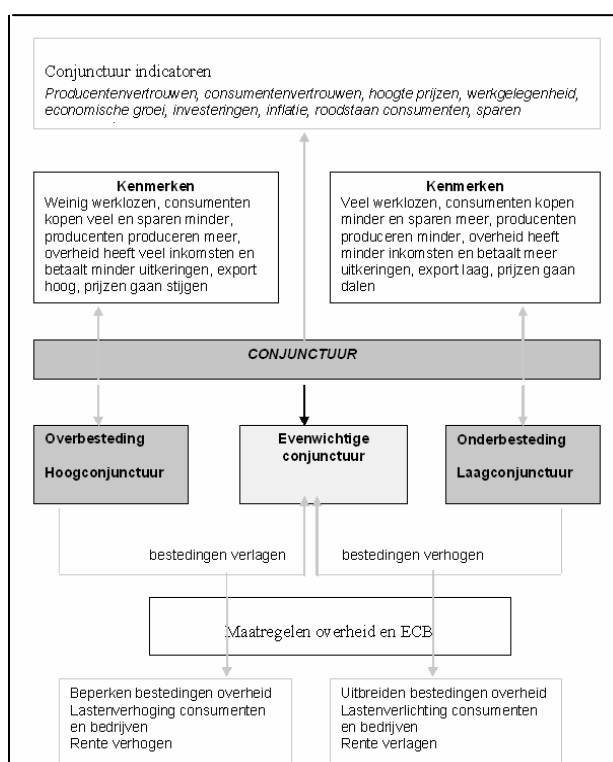 Conjunctuur indicatoren
Producentenvertrouwen, consumentenvertrouwen, hoogte prijzen, werkgelegenheid,
economische groei, investeringen, inflatie, roodstaan consumenten, sparen
Kenmerken
Weinig werklozen, consumenten
kopen veel en sparen minder,
producenten produceren meer,
overheid heeft veel inkomsten en
betaalt minder uitkeringen, export
hoog, prijzen gaan stijgen
Kenmerken
Veel werklozen, consumenten kopen
minder en sparen meer, producenten
produceren minder, overheid heeft
minder inkomsten en betaalt meer
uitkeringen, export laag, prijzen gaan
dalen
CONJUNCTUUR
Overbesteding
Hoogconjunctuur
Evenwichtige
conjunctuur
Onderbesteding
Laagconjunctuur
bestedingen verlagen
bestedingen verhogen
Maatregelen overheid en ECB
Beperken bestedingen overheid
Lastenverhoging consumenten
en bedrijven
Rente verhogen
Uitbreiden bestedingen overheid
Lastenverlichting consumenten
en bedrijven
Rente verlagen